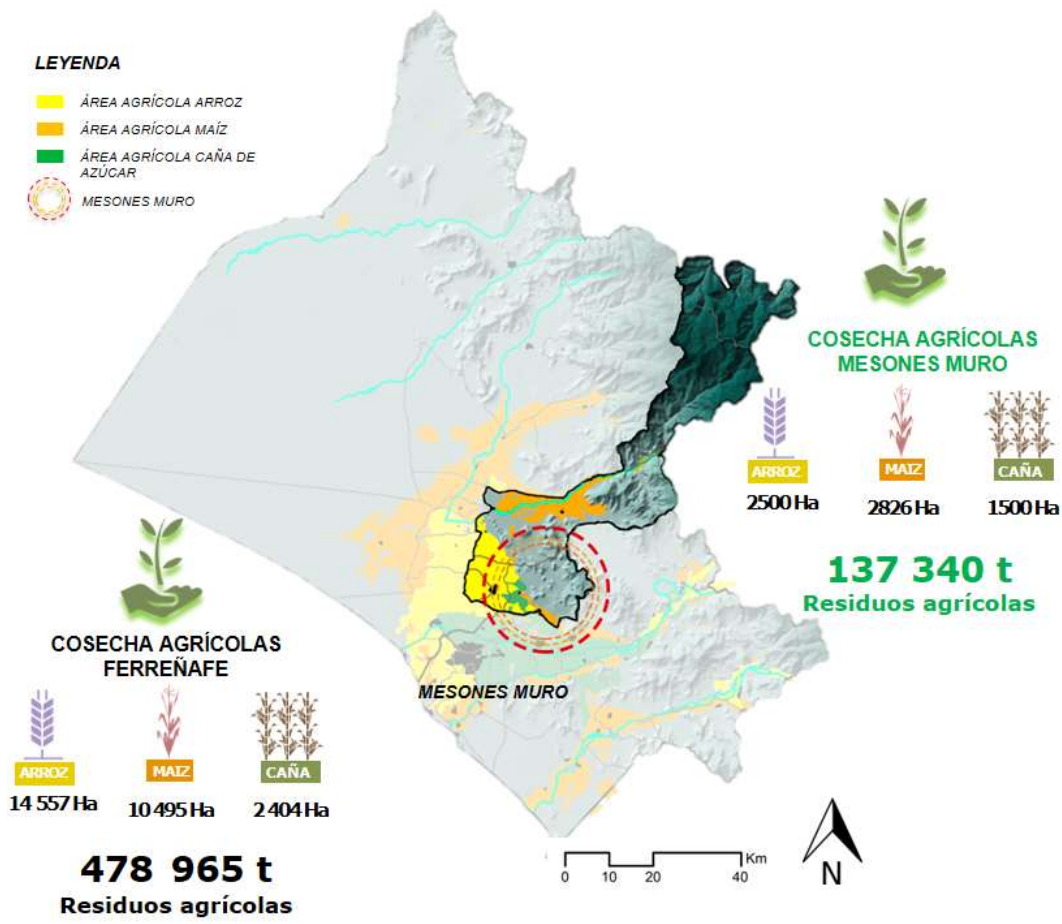 LEYENDA
ÁREA AGRÍCOLA ARROZ
ÁREA AGRÍCOLA MAÍZ
ÁREA AGRÍCOLA CAÑA DE
AZÚCAR
MESONES MURO
COSECHA AGRÍCOLAS
MESONES MURO
ARROZ
MAIZ
CAÑA
2500 Ha
2826 Ha
1500 Ha
137 340 t
Residuos agrícolas
COSECHA AGRÍCOLAS
FERREÑAFE
ARROZ
MAIZ
CAÑA
14 557 Ha
10 495 Ha
2 404 Ha
478 965 t
Residuos agrícolas
MESONES MURO
Km
0 10 20 40
N